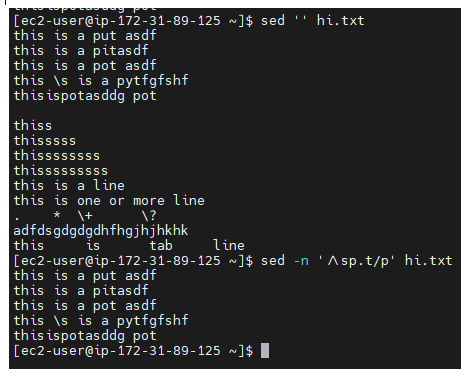 [ec2-user@ip-172-31-89-125 ~]$ sed '' hi.txt
this is a put asdf
this is a pitasdf
this is a pot asdf
this \s is a pytfgfshf
thisispotasddg pot
thiss
thisssss
thissssssss
thisssssssss
this is a line
this is one or more line
.    *  \+      \?
adfdsgdgdgdhfhgjhjhkhk
this     is      tab     line
[ec2-user@ip-172-31-89-125 ~]$ sed -n '/\sp.t/p' hi.txt
this is a put asdf
this is a pitasdf
this is a pot asdf
this \s is a pytfgfshf
thisispotasddg pot
[ec2-user@ip-172-31-89-125 ~]$